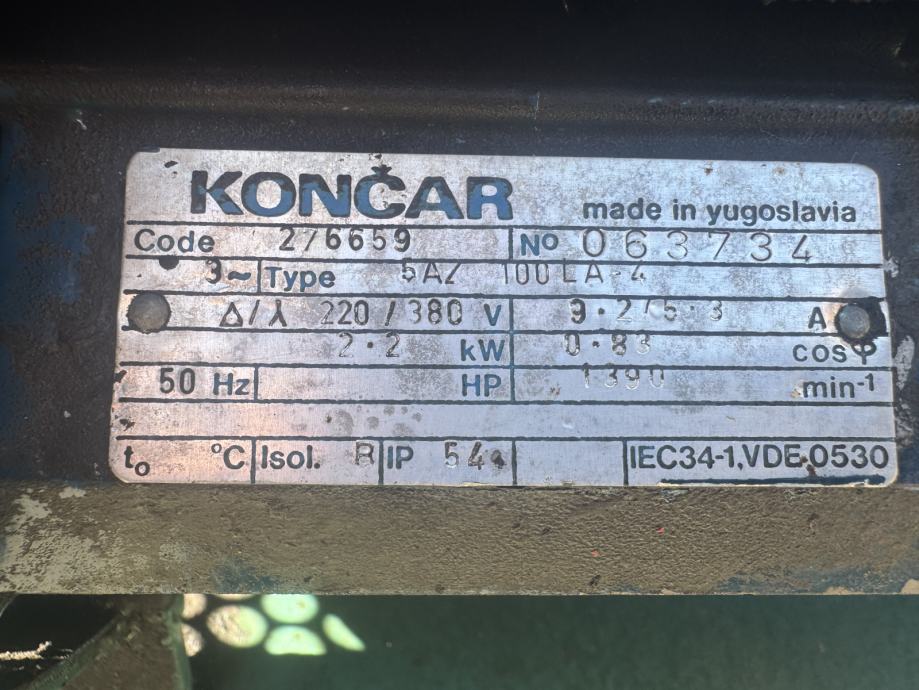 KONČAR made in yugoslavia
Code 276659 No 063734
3~ Type 5AZ 100LA-4
Δ/⅄ 220/380 V 9.2/5.3 A
2.2 kW 0.83 cosφ
50 Hz HP 1390 min-1
to °C Isol. B IP 54 IEC34-1,VDE.0530